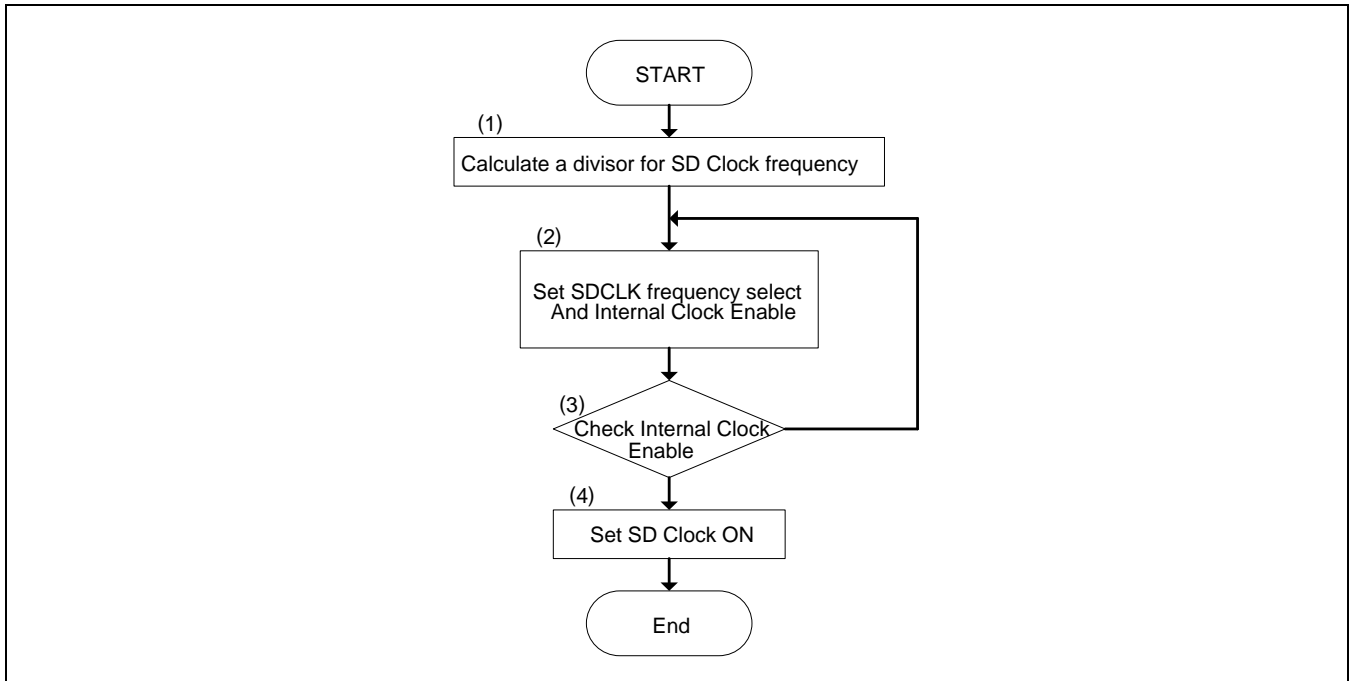 START
(1)
Calculate a divisor for SD Clock frequency
(2)
Set SDCLK frequency select
And Internal Clock Enable
(3)
Check Internal Clock
Enable
(4)
Set SD Clock ON
End